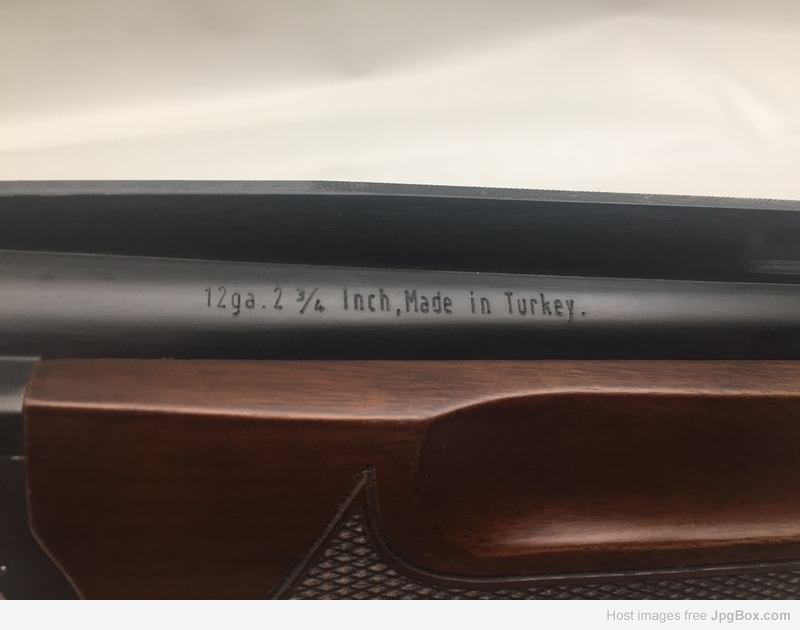 12ga.2 ¾ Inch,Made in Turkey.
Host images free JpgBox.com